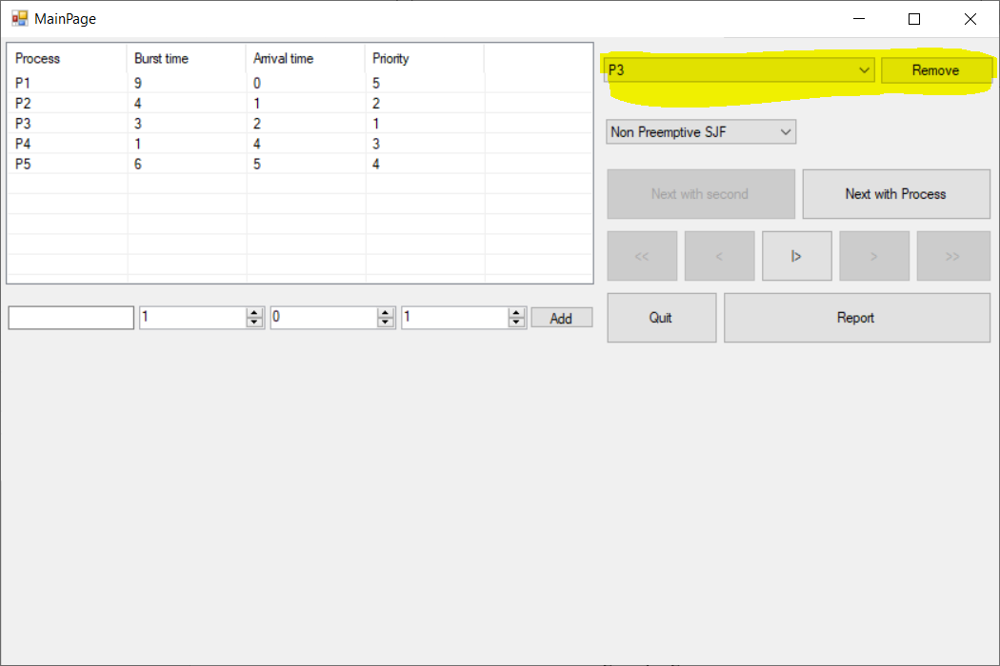 MainPage
Process Burst time Arrival time Priority
P1 9 0 5
P2 4 1 2
P3 3 2 1
P4 1 4 3
P5 6 5 4
1 0 1 Add
P3 Remove
Non Preemptive SJF
Next with second Next with Process
<< < |> > >>
Quit Report